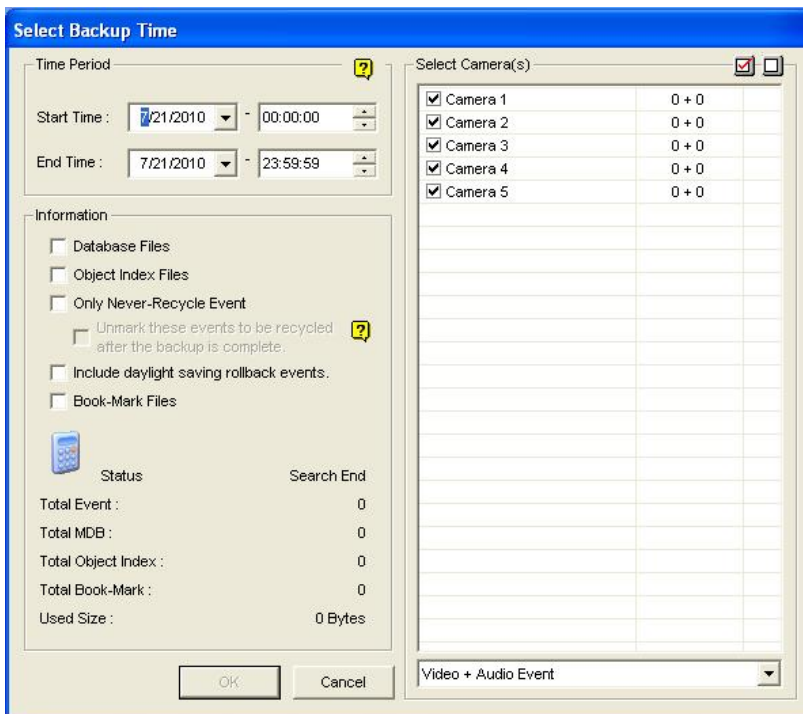 Select Backup Time
Time Period
Start Time : 7/21/2010 - 00:00:00
End Time : 7/21/2010 - 23:59:59
Information
Database Files
Object Index Files
Only Never-Recycle Event
Unmark these events to be recycled
after the backup is complete.
Include daylight saving rollback events.
Book-Mark Files
Status Search End
Total Event : 0
Total MDB : 0
Total Object Index : 0
Total Book-Mark : 0
Used Size : 0 Bytes
OK Cancel
Select Camera(s)
Camera 1 0 + 0
Camera 2 0 + 0
Camera 3 0 + 0
Camera 4 0 + 0
Camera 5 0 + 0
Video + Audio Event